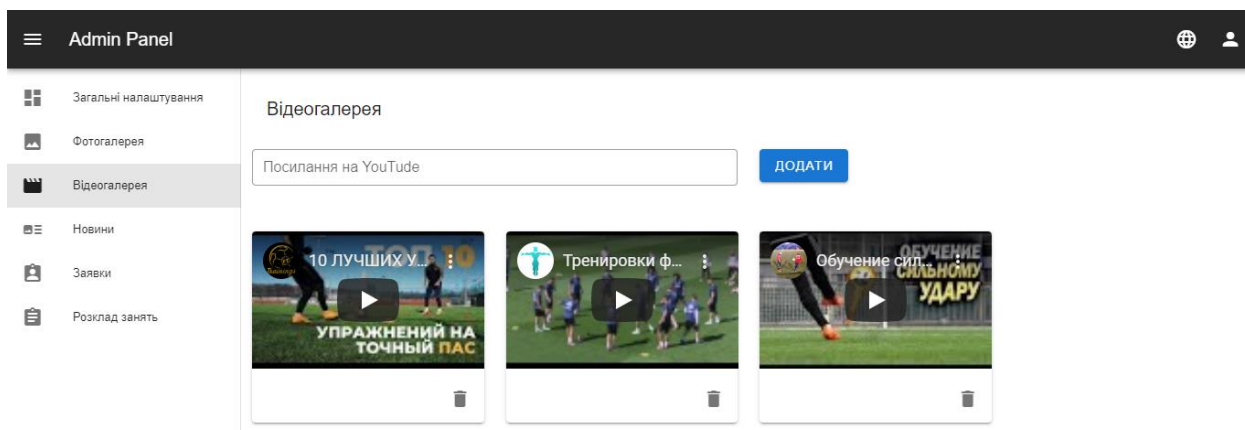 Admin Panel
Загальні налаштування
Фотогалерея
Відеогалерея
Новини
Заявки
Розклад занять
Відеогалерея
Посилання на YouTude
ДОДАТИ
10 ЛУЧШИХ У...
ТОП 10
УПРАЖНЕНИЙ НА
ТОЧНЫЙ ПАС
Тренировки ф...
Обучение сил...
ОБУЧЕНИЕ
СИЛЬНОМУ
УДАРУ